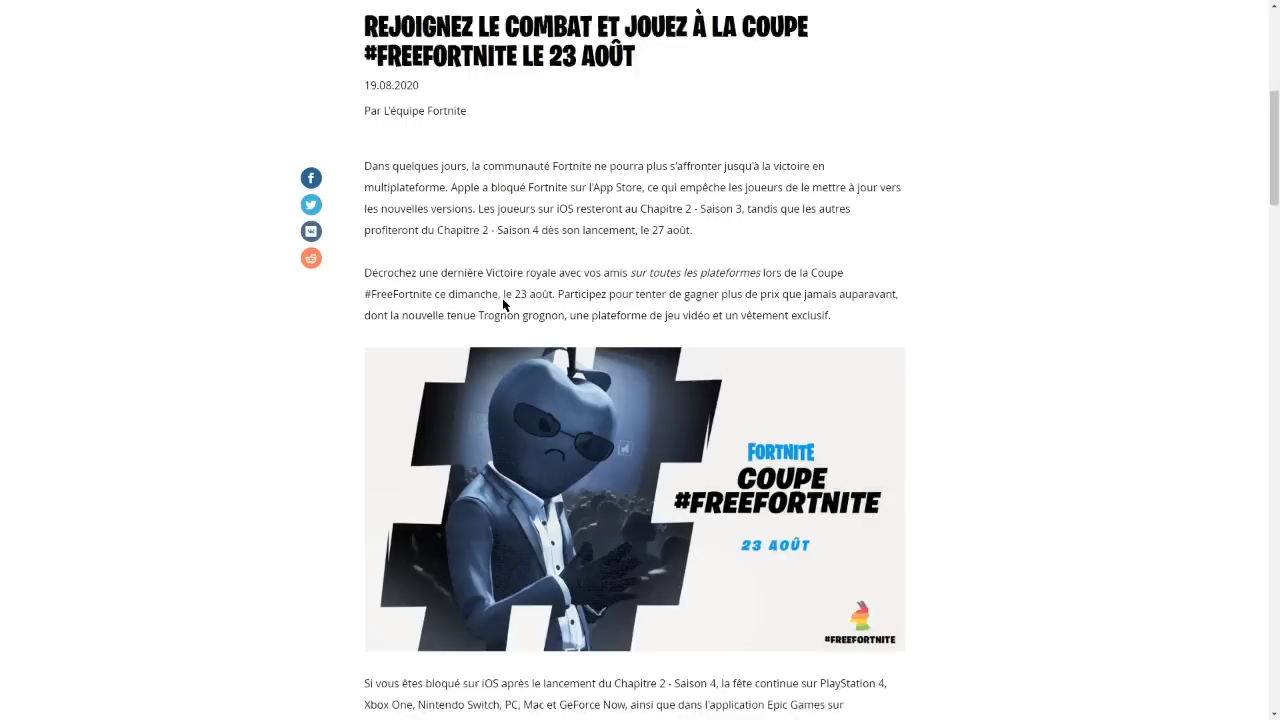 REJOIGNEZ LE COMBAT ET JOUEZ À LA COUPE
#FREEFORTNITE LE 23 AOÛT
19.08.2020
Par L'équipe Fortnite
Dans quelques jours, la communauté Fortnite ne pourra plus s'affronter jusqu'à la victoire en
multiplateforme. Apple a bloqué Fortnite sur l'App Store, ce qui empêche les joueurs de le mettre à jour vers
les nouvelles versions. Les joueurs sur iOS resteront au Chapitre 2 - Saison 3, tandis que les autres
profiteront du Chapitre 2 - Saison 4 dès son lancement, le 27 août.
Décrochez une dernière Victoire royale avec vos amis sur toutes les plateformes lors de la Coupe
#FreeFortnite ce dimanche, le 23 août. Participez pour tenter de gagner plus de prix que jamais auparavant,
dont la nouvelle tenue Trognon grognon, une plateforme de jeu vidéo et un vêtement exclusif.
FORTNITE
COUPE
#FREEFORTNITE
23 AOÛT
#FREEFORTNITE
Si vous êtes bloqué sur iOS après le lancement du Chapitre 2 - Saison 4, la fête continue sur PlayStation 4,
Xbox One, Nintendo Switch, PC, Mac et GeForce Now, ainsi que dans l'application Epic Games sur